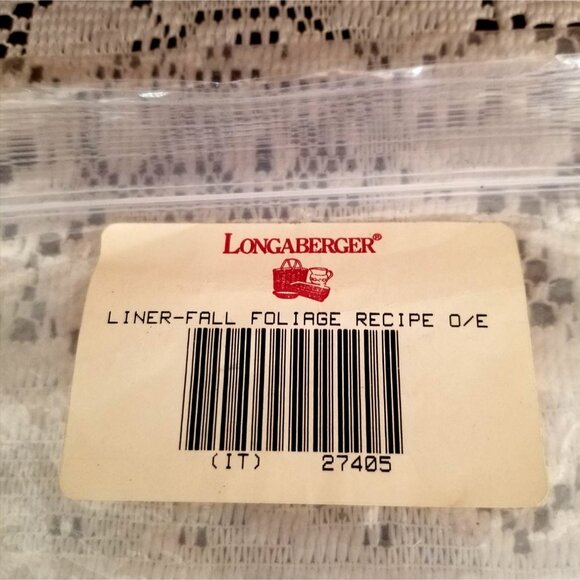 LONGABERGER®
LINER-FALL FOLIAGE RECIPE O/E
(IT) 27405